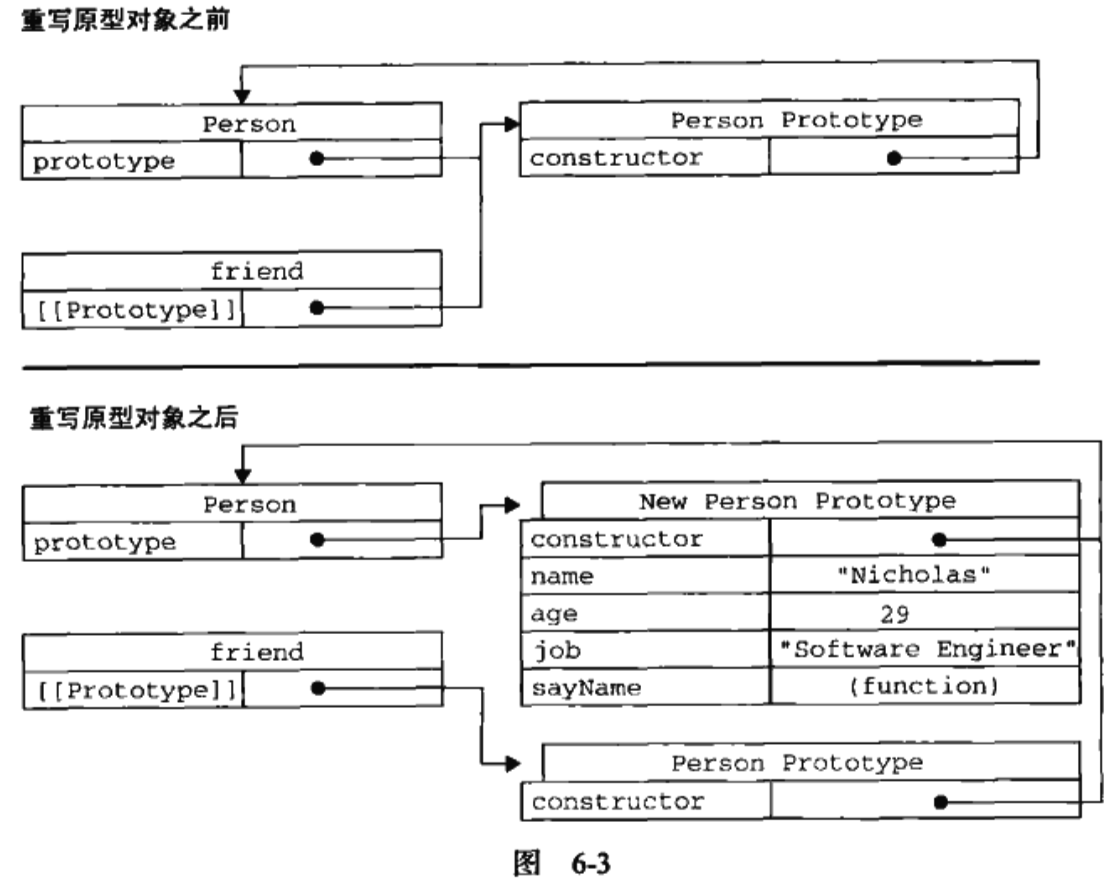 重写原型对象之前
Person
prototype
Person Prototype
constructor
friend
[[Prototype]]
重写原型对象之后
Person
prototype
New Person Prototype
constructor
name "Nicholas"
age 29
job "Software Engineer"
sayName (function)
friend
[[Prototype]]
Person Prototype
constructor
图 6-3